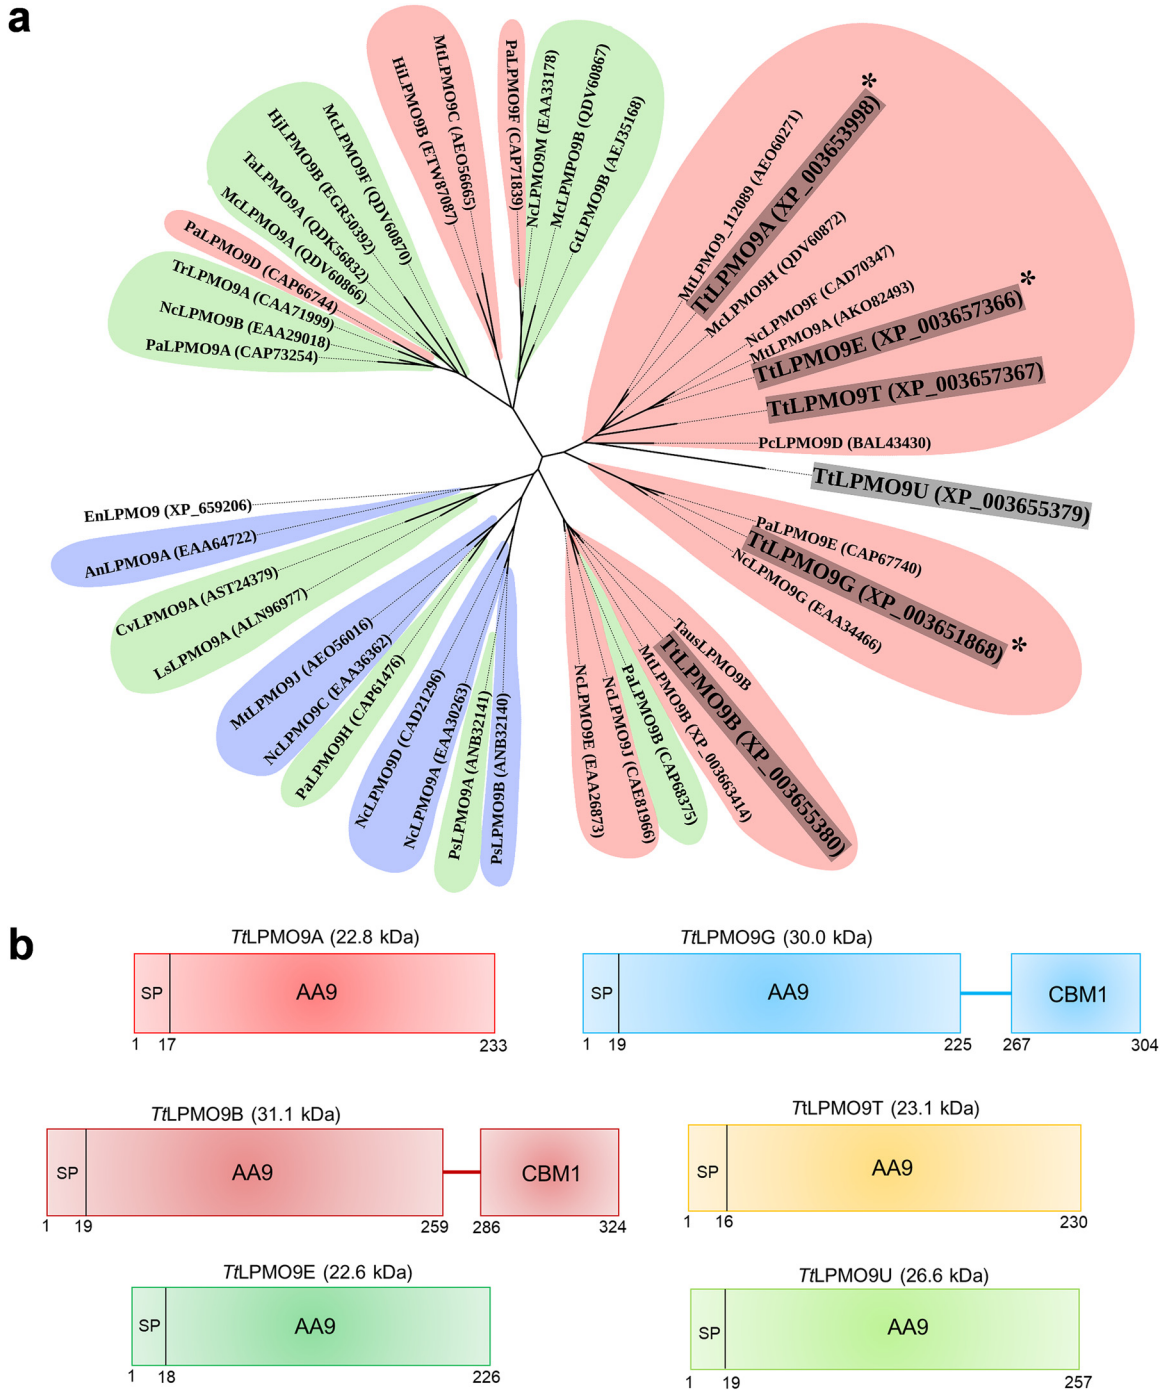 a
HiLPMO9B (ETW87087)
MtLPMO9C (AEO56665)
PaLPMO9F (CAP71839)
NcLPMO9M (EAA33178)
McLPMPO9B (QDV60867)
GtLPMO9B (AEJ35168)
MtLPMO9_112089 (AEO60271)
TtLPMO9A (XP_003653998)
*
McLPMO9H (QDV60872)
NcLPMO9F (CAD70347)
MtLPMO9A (AKO82493)
TtLPMO9E (XP_003657366)
*
TtLPMO9T (XP_003657367)
PcLPMO9D (BAL43430)
TtLPMO9U (XP_003655379)
PaLPMO9E (CAP67740)
TtLPMO9G (XP_003651868)
*
NcLPMO9G (EAA34466)
TausLPMO9B
TtLPMO9B (XP_003655380)
MtLPMO9B (XP_003663414)
PaLPMO9B (CAP68375)
NcLPMO9J (CAE81966)
NcLPMO9E (EAA26873)
PsLPMO9B (ANB32140)
PsLPMO9A (ANB32141)
NcLPMO9A (EAA30263)
NcLPMO9D (CAD21296)
PaLPMO9H (CAP61476)
NcLPMO9C (EAA36362)
MtLPMO9J (AEO56016)
LsLPMO9A (ALN96977)
CvLPMO9A (AST24379)
AnLPMO9A (EAA64722)
EnLPMO9 (XP_659206)
PaLPMO9A (CAP73254)
NcLPMO9B (EAA29018)
TrLPMO9A (CAA71999)
PaLPMO9D (CAP66744)
McLPMO9A (QDV60866)
TaLPMO9A (QDK56832)
HjLPMO9B (EGR50392)
McLPMO9F (QDV60870)
b
TtLPMO9A (22.8 kDa)
SP AA9
1 17 233
TtLPMO9G (30.0 kDa)
SP AA9 CBM1
1 19 225 267 304
TtLPMO9B (31.1 kDa)
SP AA9 CBM1
1 19 259 286 324
TtLPMO9T (23.1 kDa)
SP AA9
1 16 230
TtLPMO9E (22.6 kDa)
SP AA9
1 18 226
TtLPMO9U (26.6 kDa)
SP AA9
1 19 257